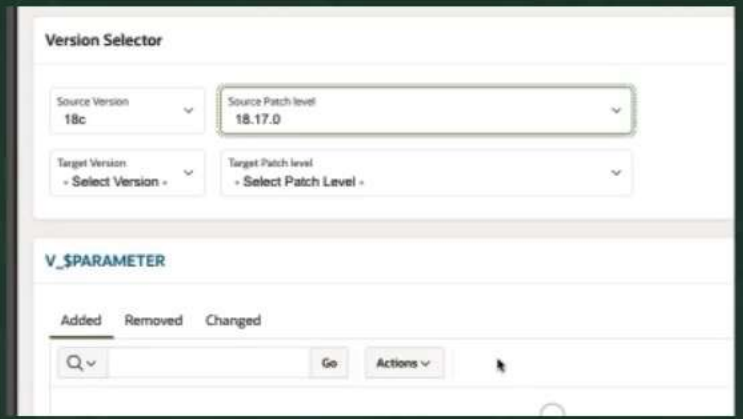 Version Selector
Source Version
18c
Source Patch level
18.17.0
Target Version
- Select Version -
Target Patch level
- Select Patch Level -
V_$PARAMETER
Added Removed Changed
Go Actions